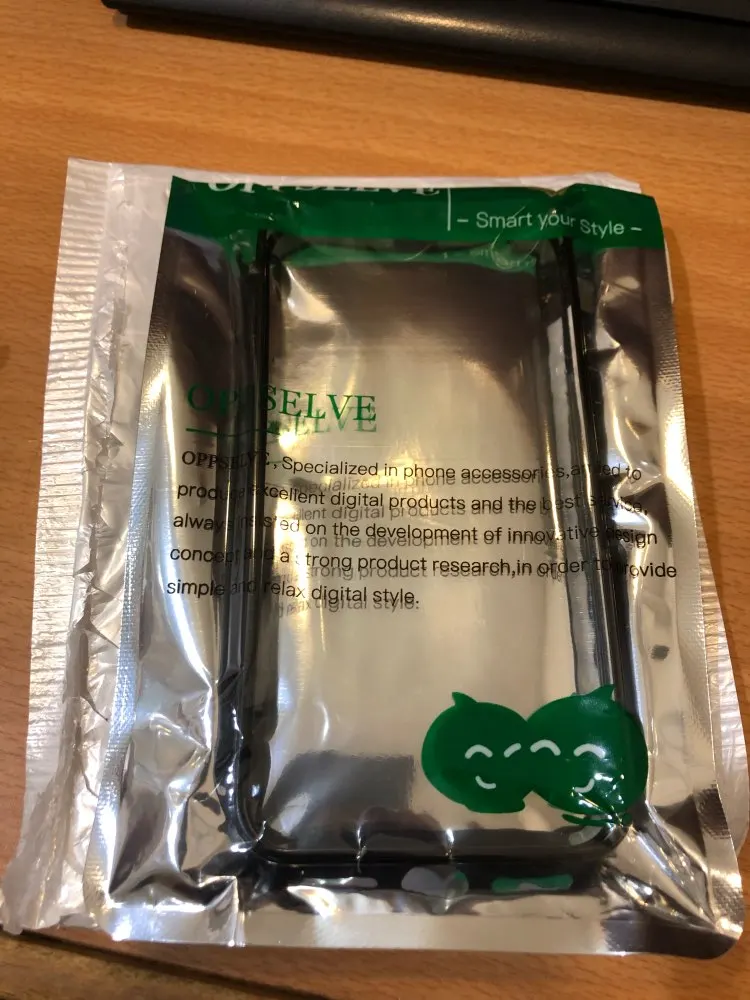 OPPSELVE
– Smart your Style –
OPPSELVE
OPPSELVE, Specialized in phone accessories, aimed to
produce excellent digital products and the best service,
always insisted on the development of innovative design
concept and a strong product research,in order to provide
simple and relax digital style.